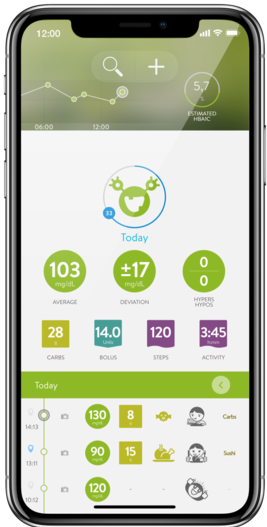 12:00
5,7
%
ESTIMATED
HBA1C
06:00 12:00
33
Today
103 ±17 0
mg/dL mg/dL 0
AVERAGE DEVIATION HYPERS
HYPOS
28 14.0 120 3:45
g Units hours
CARBS BOLUS STEPS ACTIVITY
Today
14:13 130 mg/dL 8 g Carbs
13:11 90 mg/dL 15 g Sushi
10:12 120 mg/dL